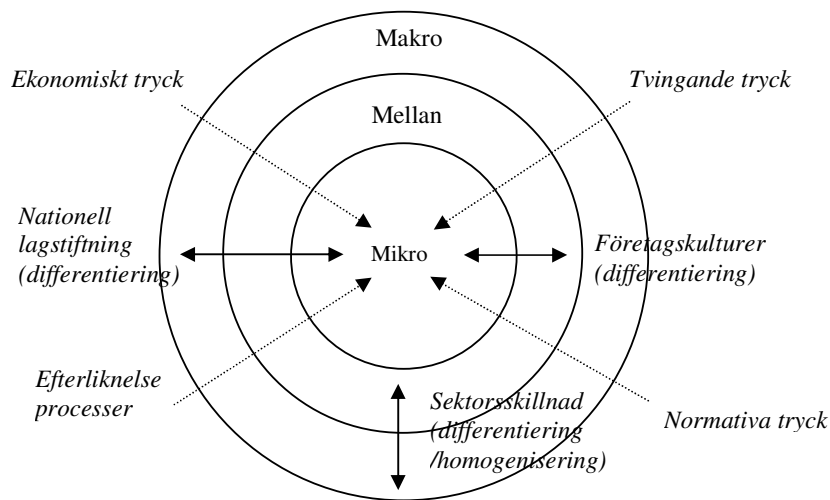 Makro
Ekonomiskt tryck
Tvingande tryck
Mellan
Nationell
lagstiftning
(differentiering)
Mikro
Företagskulturer
(differentiering)
Efterliknelse
processer
Sektorsskillnad
(differentiering
/homogenisering)
Normativa tryck